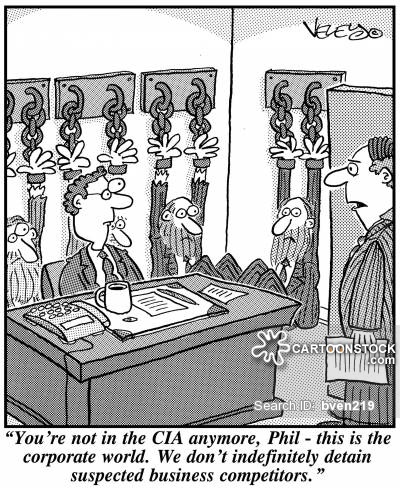 VELEY©
CARTOONSTOCK
.com
Search ID: bven219
“You’re not in the CIA anymore, Phil - this is the
corporate world. We don’t indefinitely detain
suspected business competitors.”